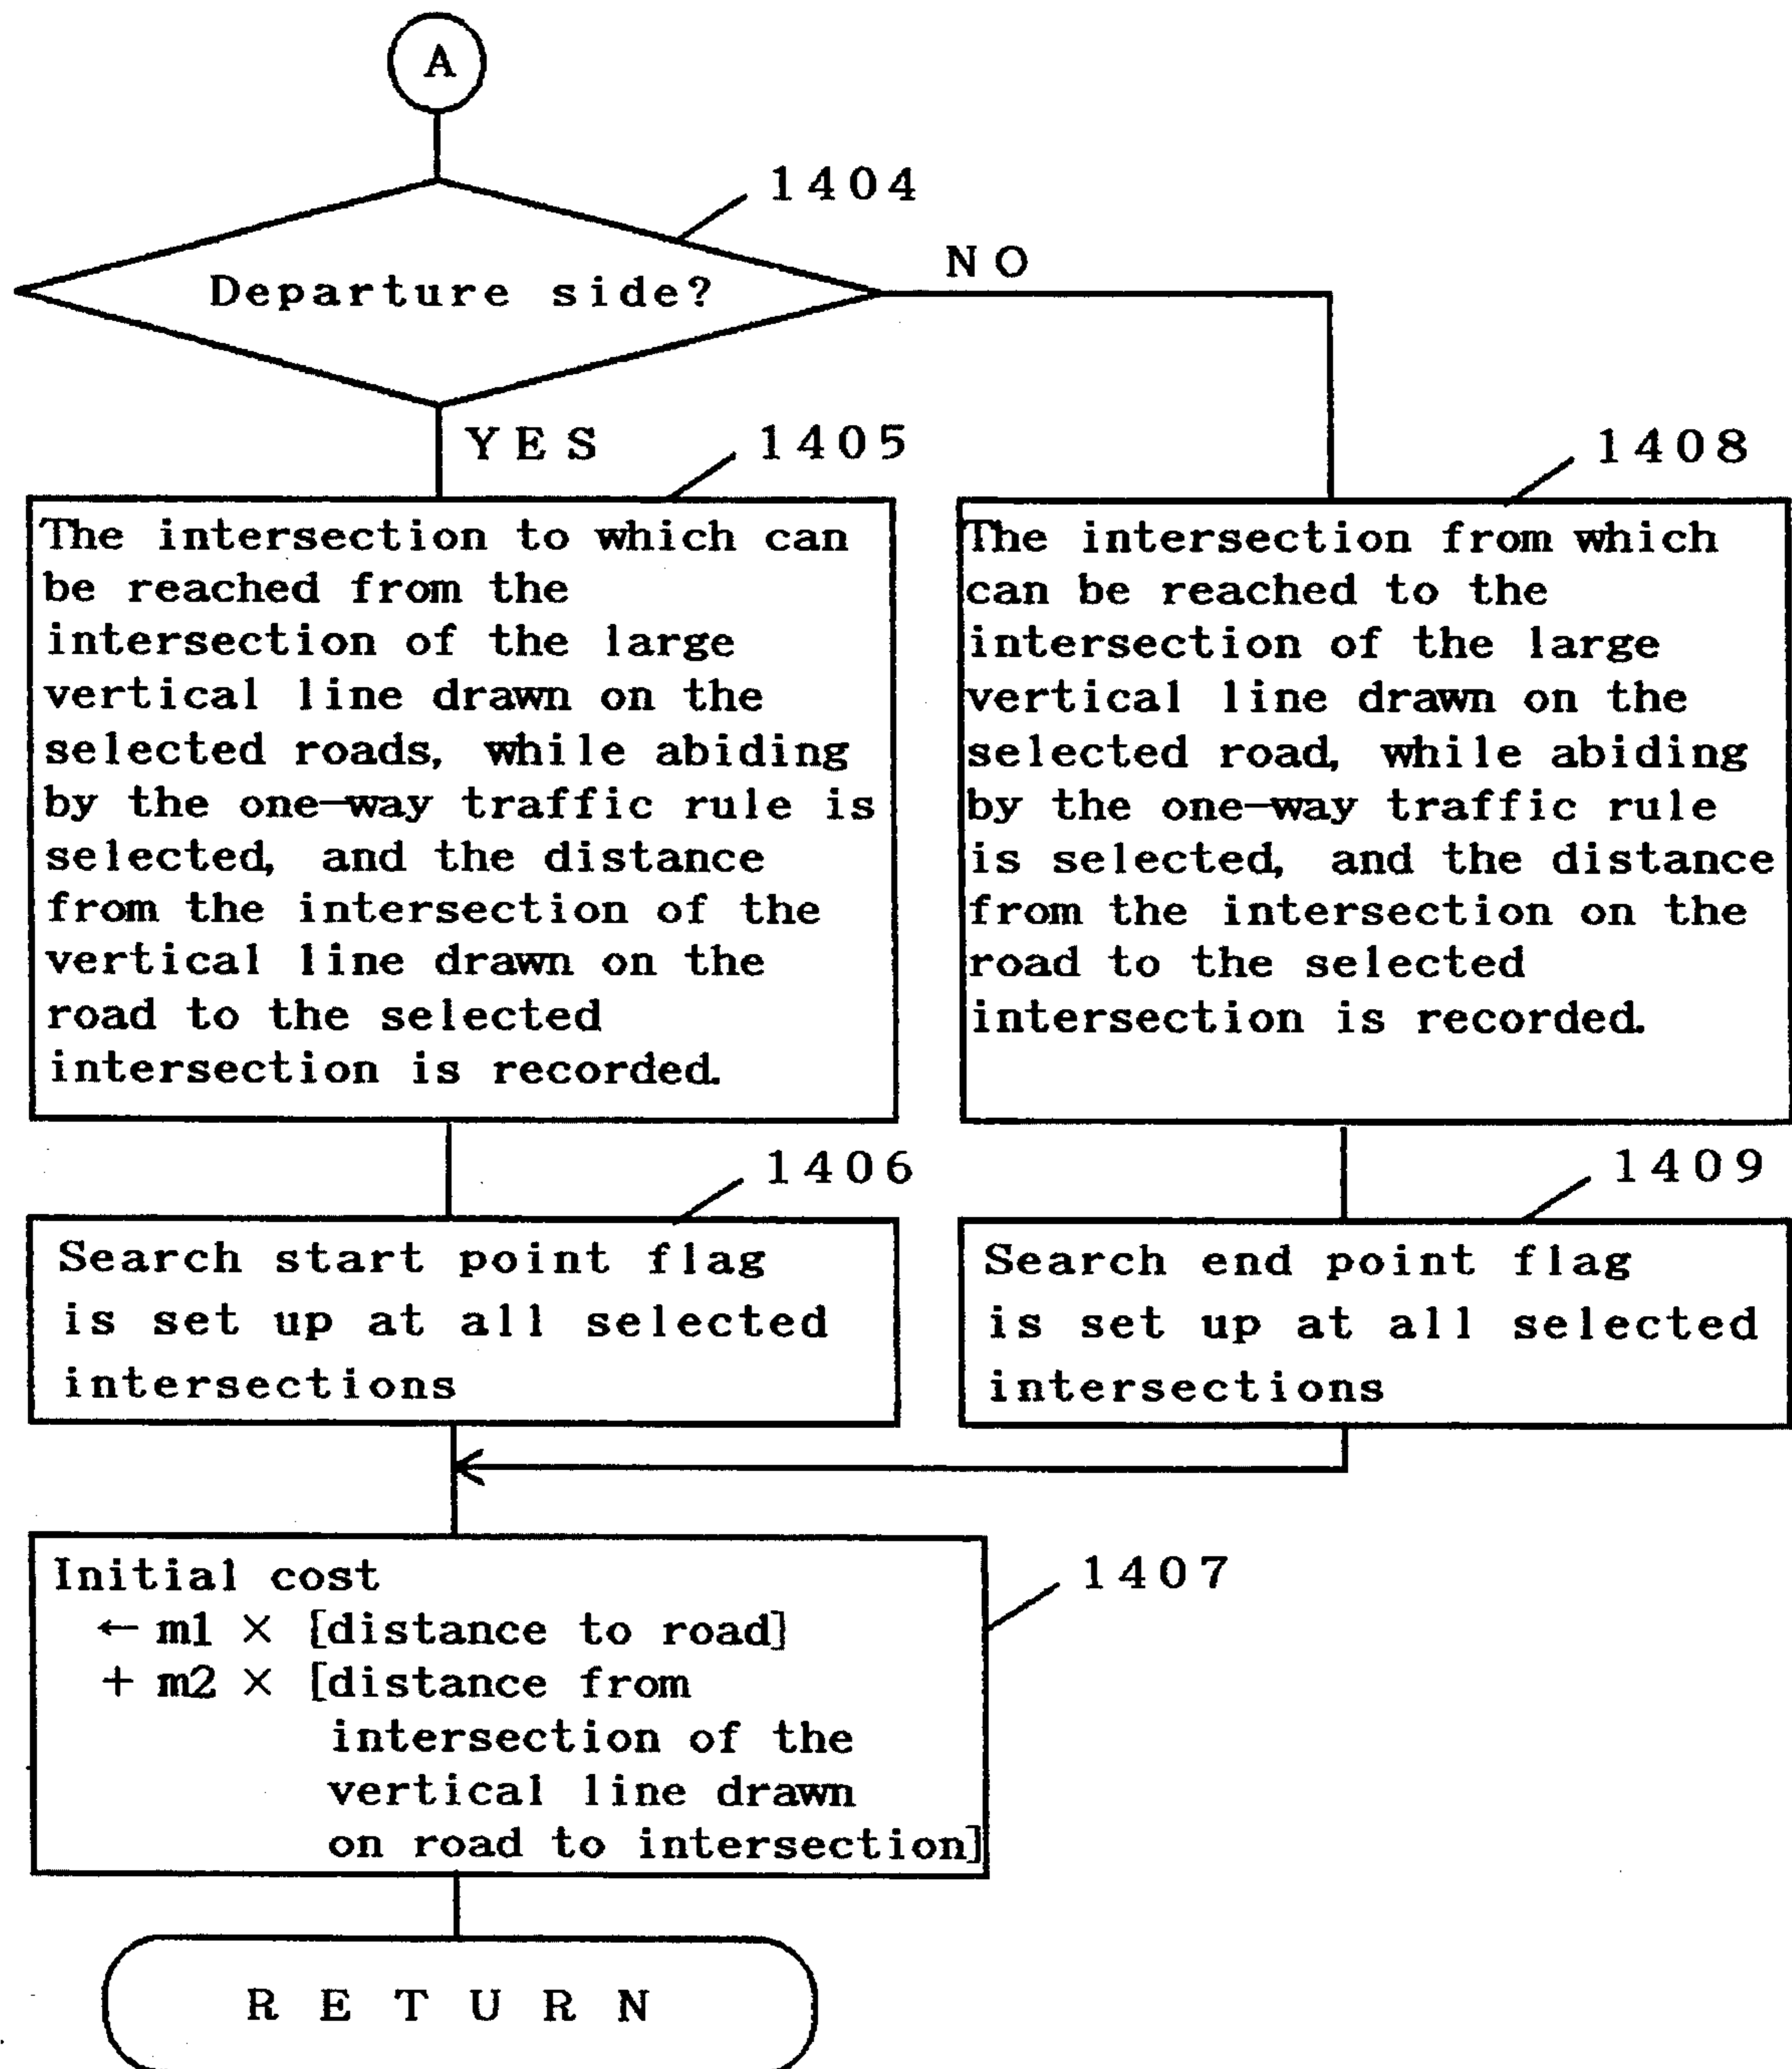 A
1404
Departure side?
NO
YES
1405
The intersection to which can
be reached from the
intersection of the large
vertical line drawn on the
selected roads, while abiding
by the one-way traffic rule is
selected, and the distance
from the intersection of the
vertical line drawn on the
road to the selected
intersection is recorded.
1408
The intersection from which
can be reached to the
intersection of the large
vertical line drawn on the
selected road, while abiding
by the one-way traffic rule
is selected, and the distance
from the intersection on the
road to the selected
intersection is recorded.
1406
Search start point flag
is set up at all selected
intersections
1409
Search end point flag
is set up at all selected
intersections
1407
Initial cost
← m1 × [distance to road]
+ m2 × [distance from
intersection of the
vertical line drawn
on road to intersection]
RETURN